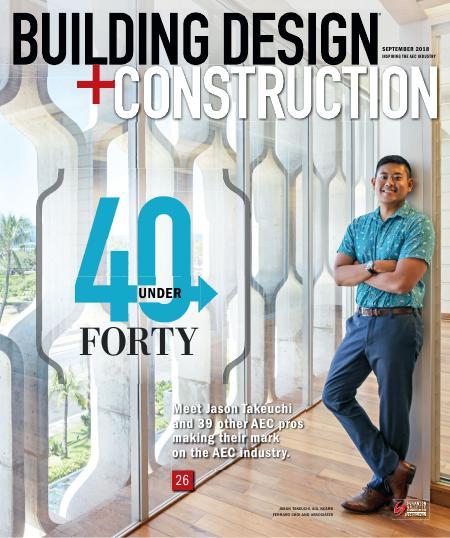 BUILDING DESIGN
SEPTEMBER 2018
INSPIRING THE AEC INDUSTRY
+CONSTRUCTION
40
UNDER
FORTY
Meet Jason Takeuchi
and 39 other AEC pros
making their mark
on the AEC industry.
26
JASON TAKEUCHI, AIA, NCARB
FERRARO CHOI AND ASSOCIATES